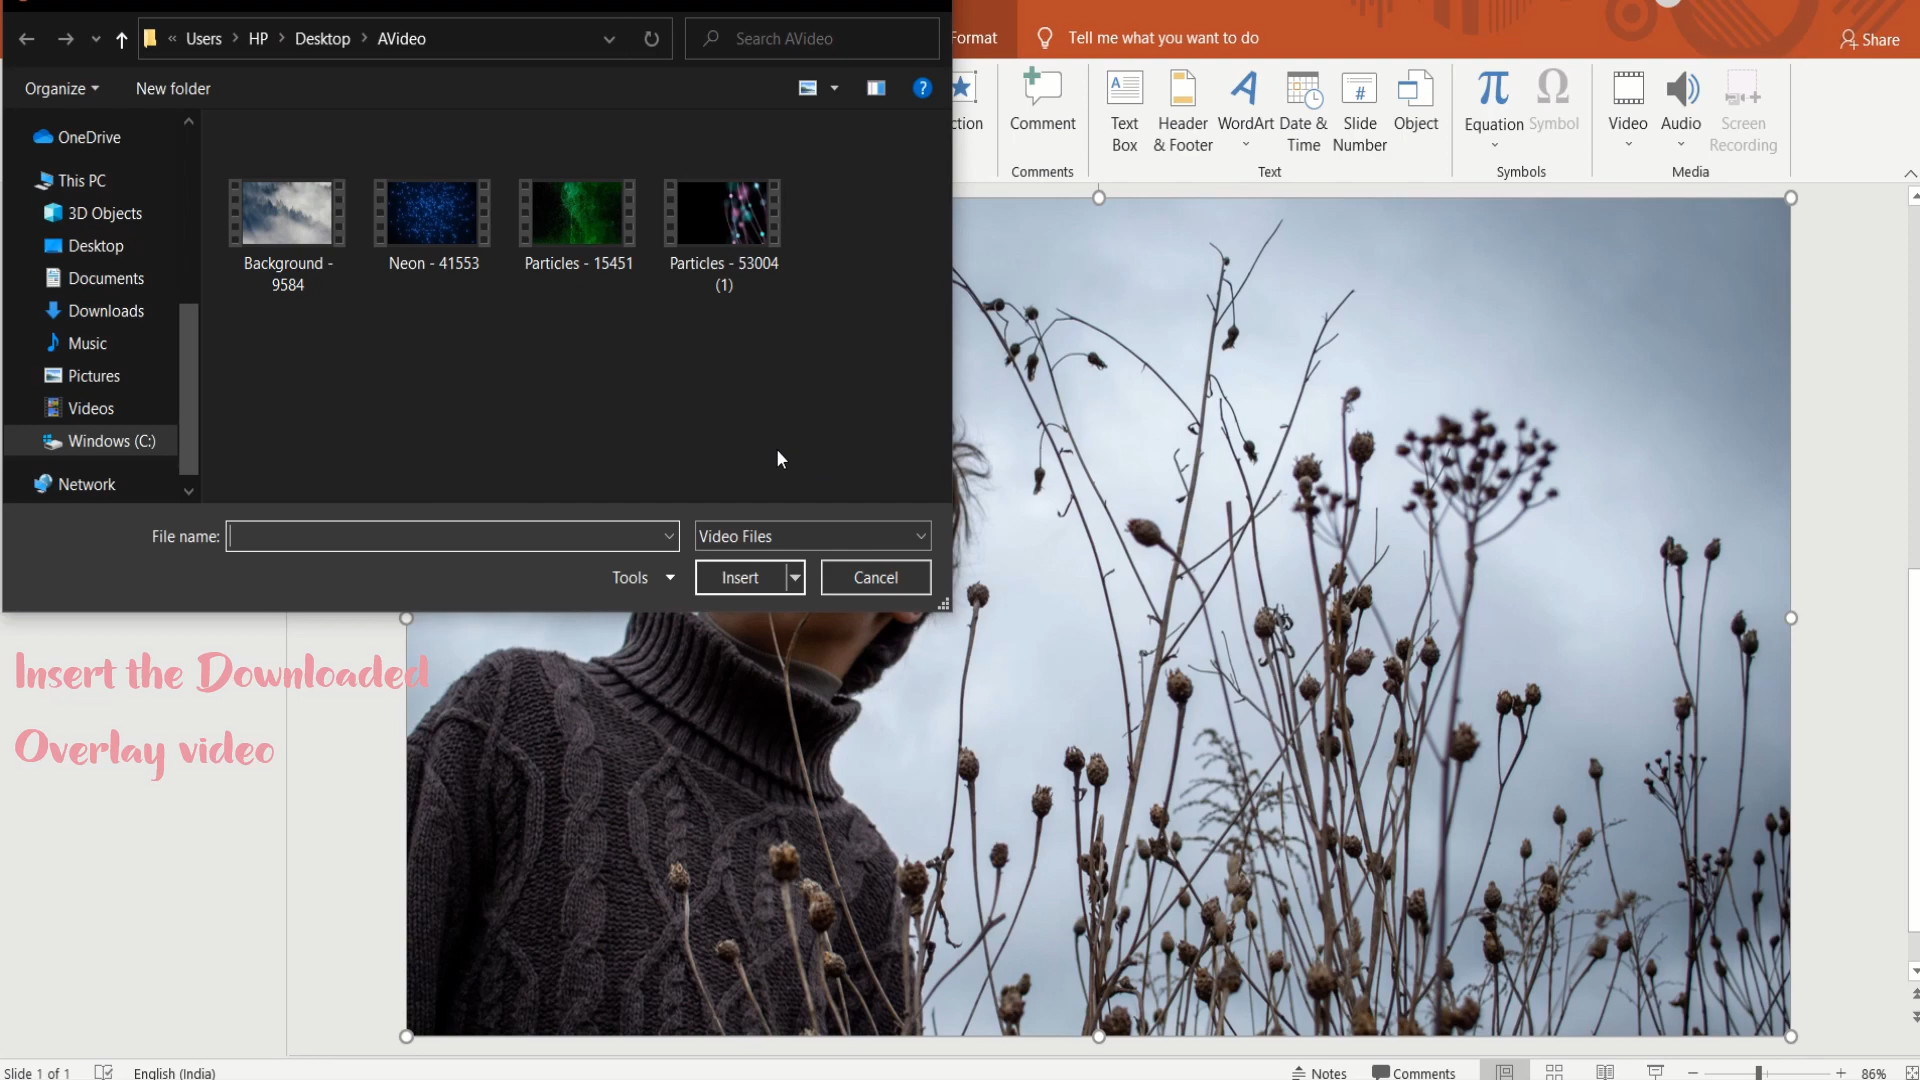 « Users > HP > Desktop > AVideo
Search AVideo
Organize
New folder
?
OneDrive
This PC
3D Objects
Desktop
Documents
Downloads
Music
Pictures
Videos
Windows (C:)
Network
Background -
9584
Neon - 41553
Particles - 15451
Particles - 53004
(1)
File name:
Video Files
Tools
Insert
Cancel
Format
Tell me what you want to do
Share
ction
Comment
Comments
A
Text
Box
Header
& Footer
A
WordArt
Date &
Time
#
Slide
Number
Object
Text
π
Equation
Ω
Symbol
Symbols
Video
Audio
Screen
Recording
Media
Insert the Downloaded
Overlay video
Slide 1 of 1
English (India)
Notes
Comments
86%